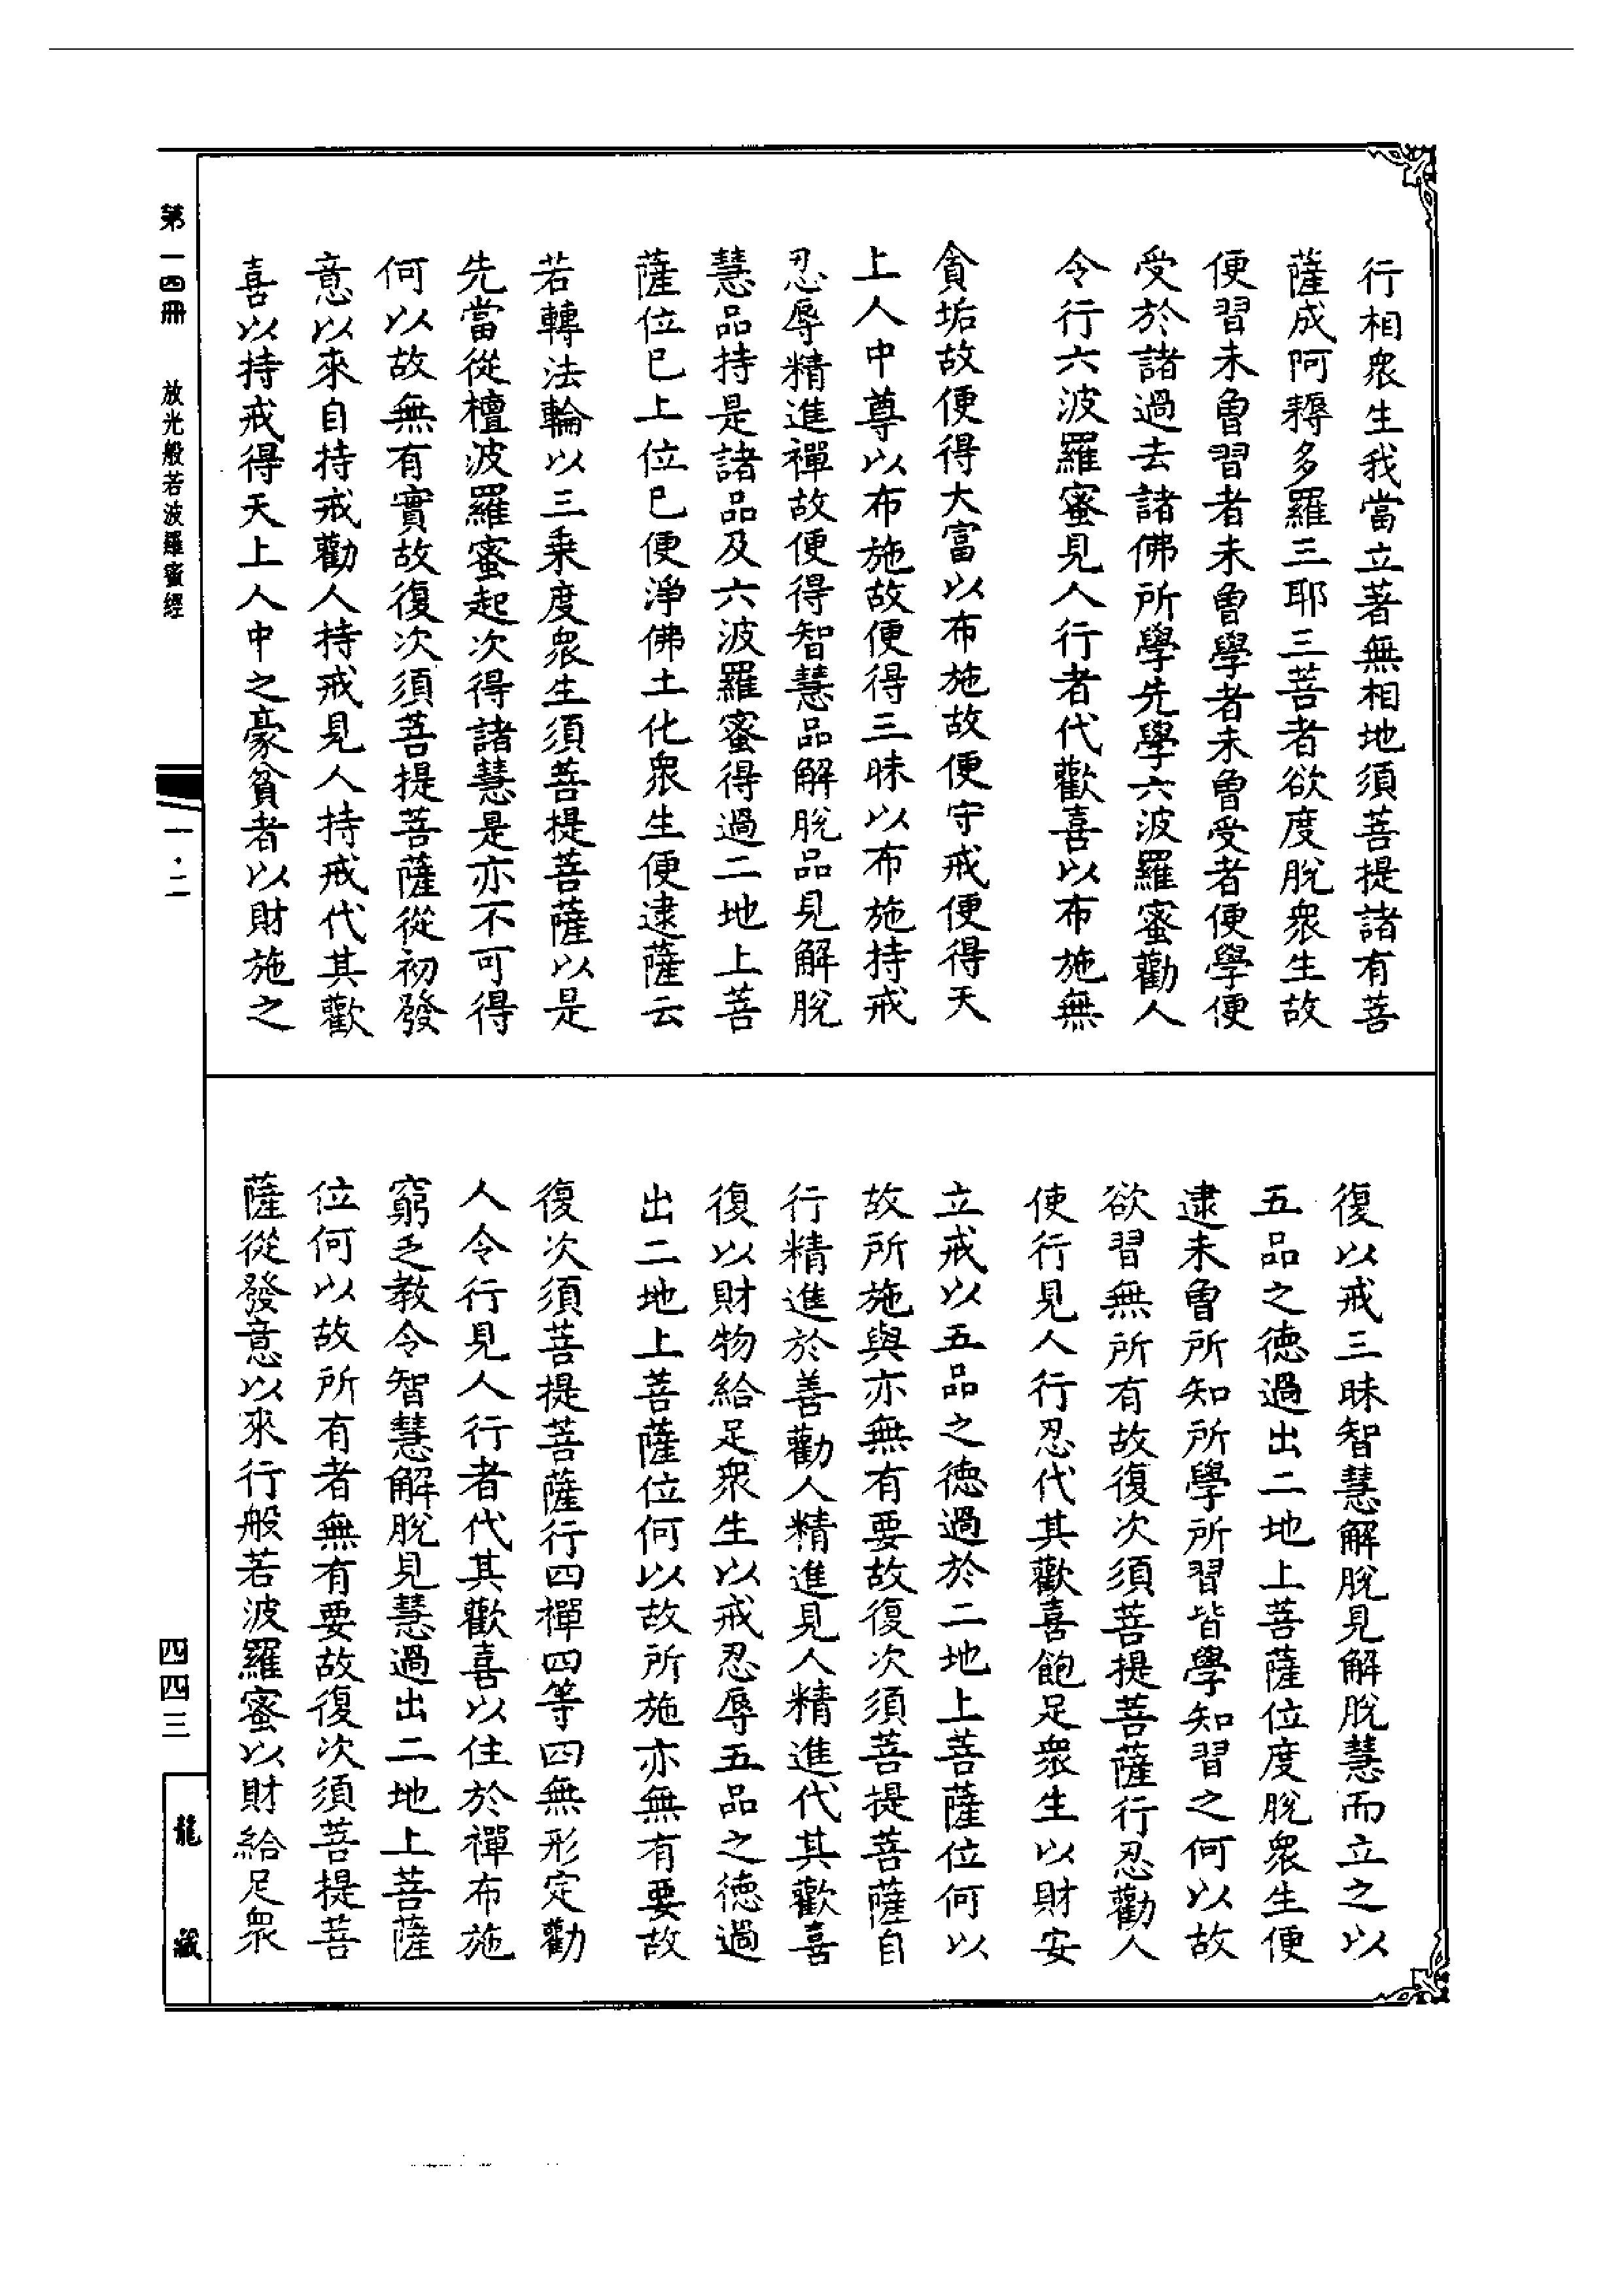 行相衆生我當立著無相地須菩提諸有菩
薩成阿耨多羅三耶三菩者欲度脫衆生故
便習未曾習者未曾學者未曾受者便學便
受於諸過去諸佛所學先學六波羅蜜勸人
令行六波羅蜜見人行者代歡喜以布施無
貪垢故便得大富以布施故便守戒便得天
上人中尊以布施故便得三昧以布施持戒
忍辱精進禪故便得智慧品解脫品見解脫
慧品持是諸品及六波羅蜜得過二地上菩
薩位已上位已便淨佛土化衆生便逮薩云
若轉法輪以三乗度衆生須菩提菩薩以是
先當從檀波羅蜜起次得諸慧是亦不可得
何以故無有實故復次須菩提菩薩從初發
意以來自持戒勸人持戒見人持戒代其歡
喜以持戒得天上人中之豪貧者以財施之
復以戒三昧智慧解脫見解脫慧而立之以
五品之德過出二地上菩薩位度脫衆生便
逮未曾所知所學所習皆學知習之何以故
欲習無所有故復次須菩提菩薩行忍勸人
使行見人行忍代其歡喜飽足衆生以財安
立戒以五品之德過於二地上菩薩位何以
故所施與亦無有要故復次須菩提菩薩自
行精進於善勸人精進見人精進代其歡喜
復以財物給足衆生以戒忍辱五品之德過
出二地上菩薩位何以故所施亦無有要故
復次須菩提菩薩行四禪四等四無形定勸
人令行見人行者代其歡喜以住於禪布施
窮乏教令智慧解脫見慧過出二地上菩薩
位何以故所有者無有要故復次須菩提菩
薩從發意以來行般若波羅蜜以財給足衆
第一四冊 放光般若波羅蜜經
一·二
四四三
龍藏